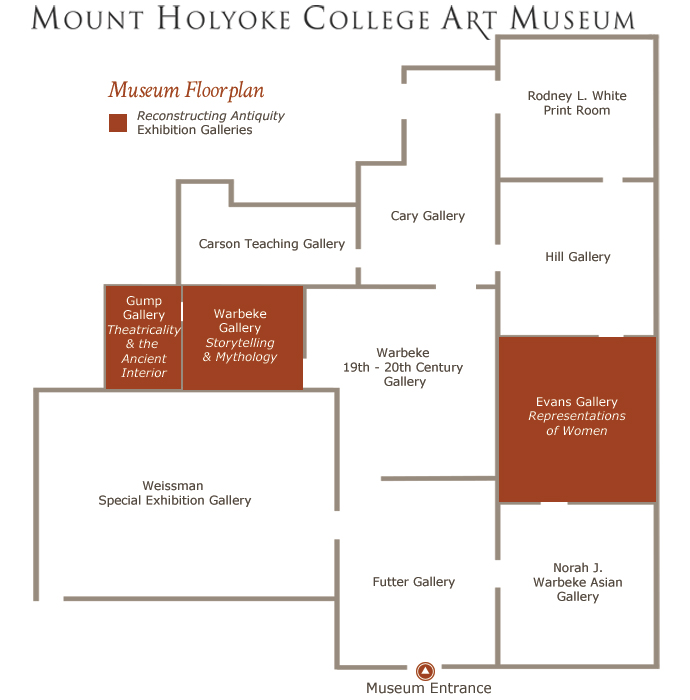 Mount Holyoke College Art Museum
Museum Floorplan
Reconstructing Antiquity
Exhibition Galleries
Rodney L. White
Print Room
Cary Gallery
Carson Teaching Gallery
Hill Gallery
Gump
Gallery
Theatricality
& the
Ancient
Interior
Warbeke
Gallery
Storytelling
& Mythology
Warbeke
19th - 20th Century
Gallery
Evans Gallery
Representations
of Women
Weissman
Special Exhibition Gallery
Futter Gallery
Norah J.
Warbeke Asian
Gallery
Museum Entrance